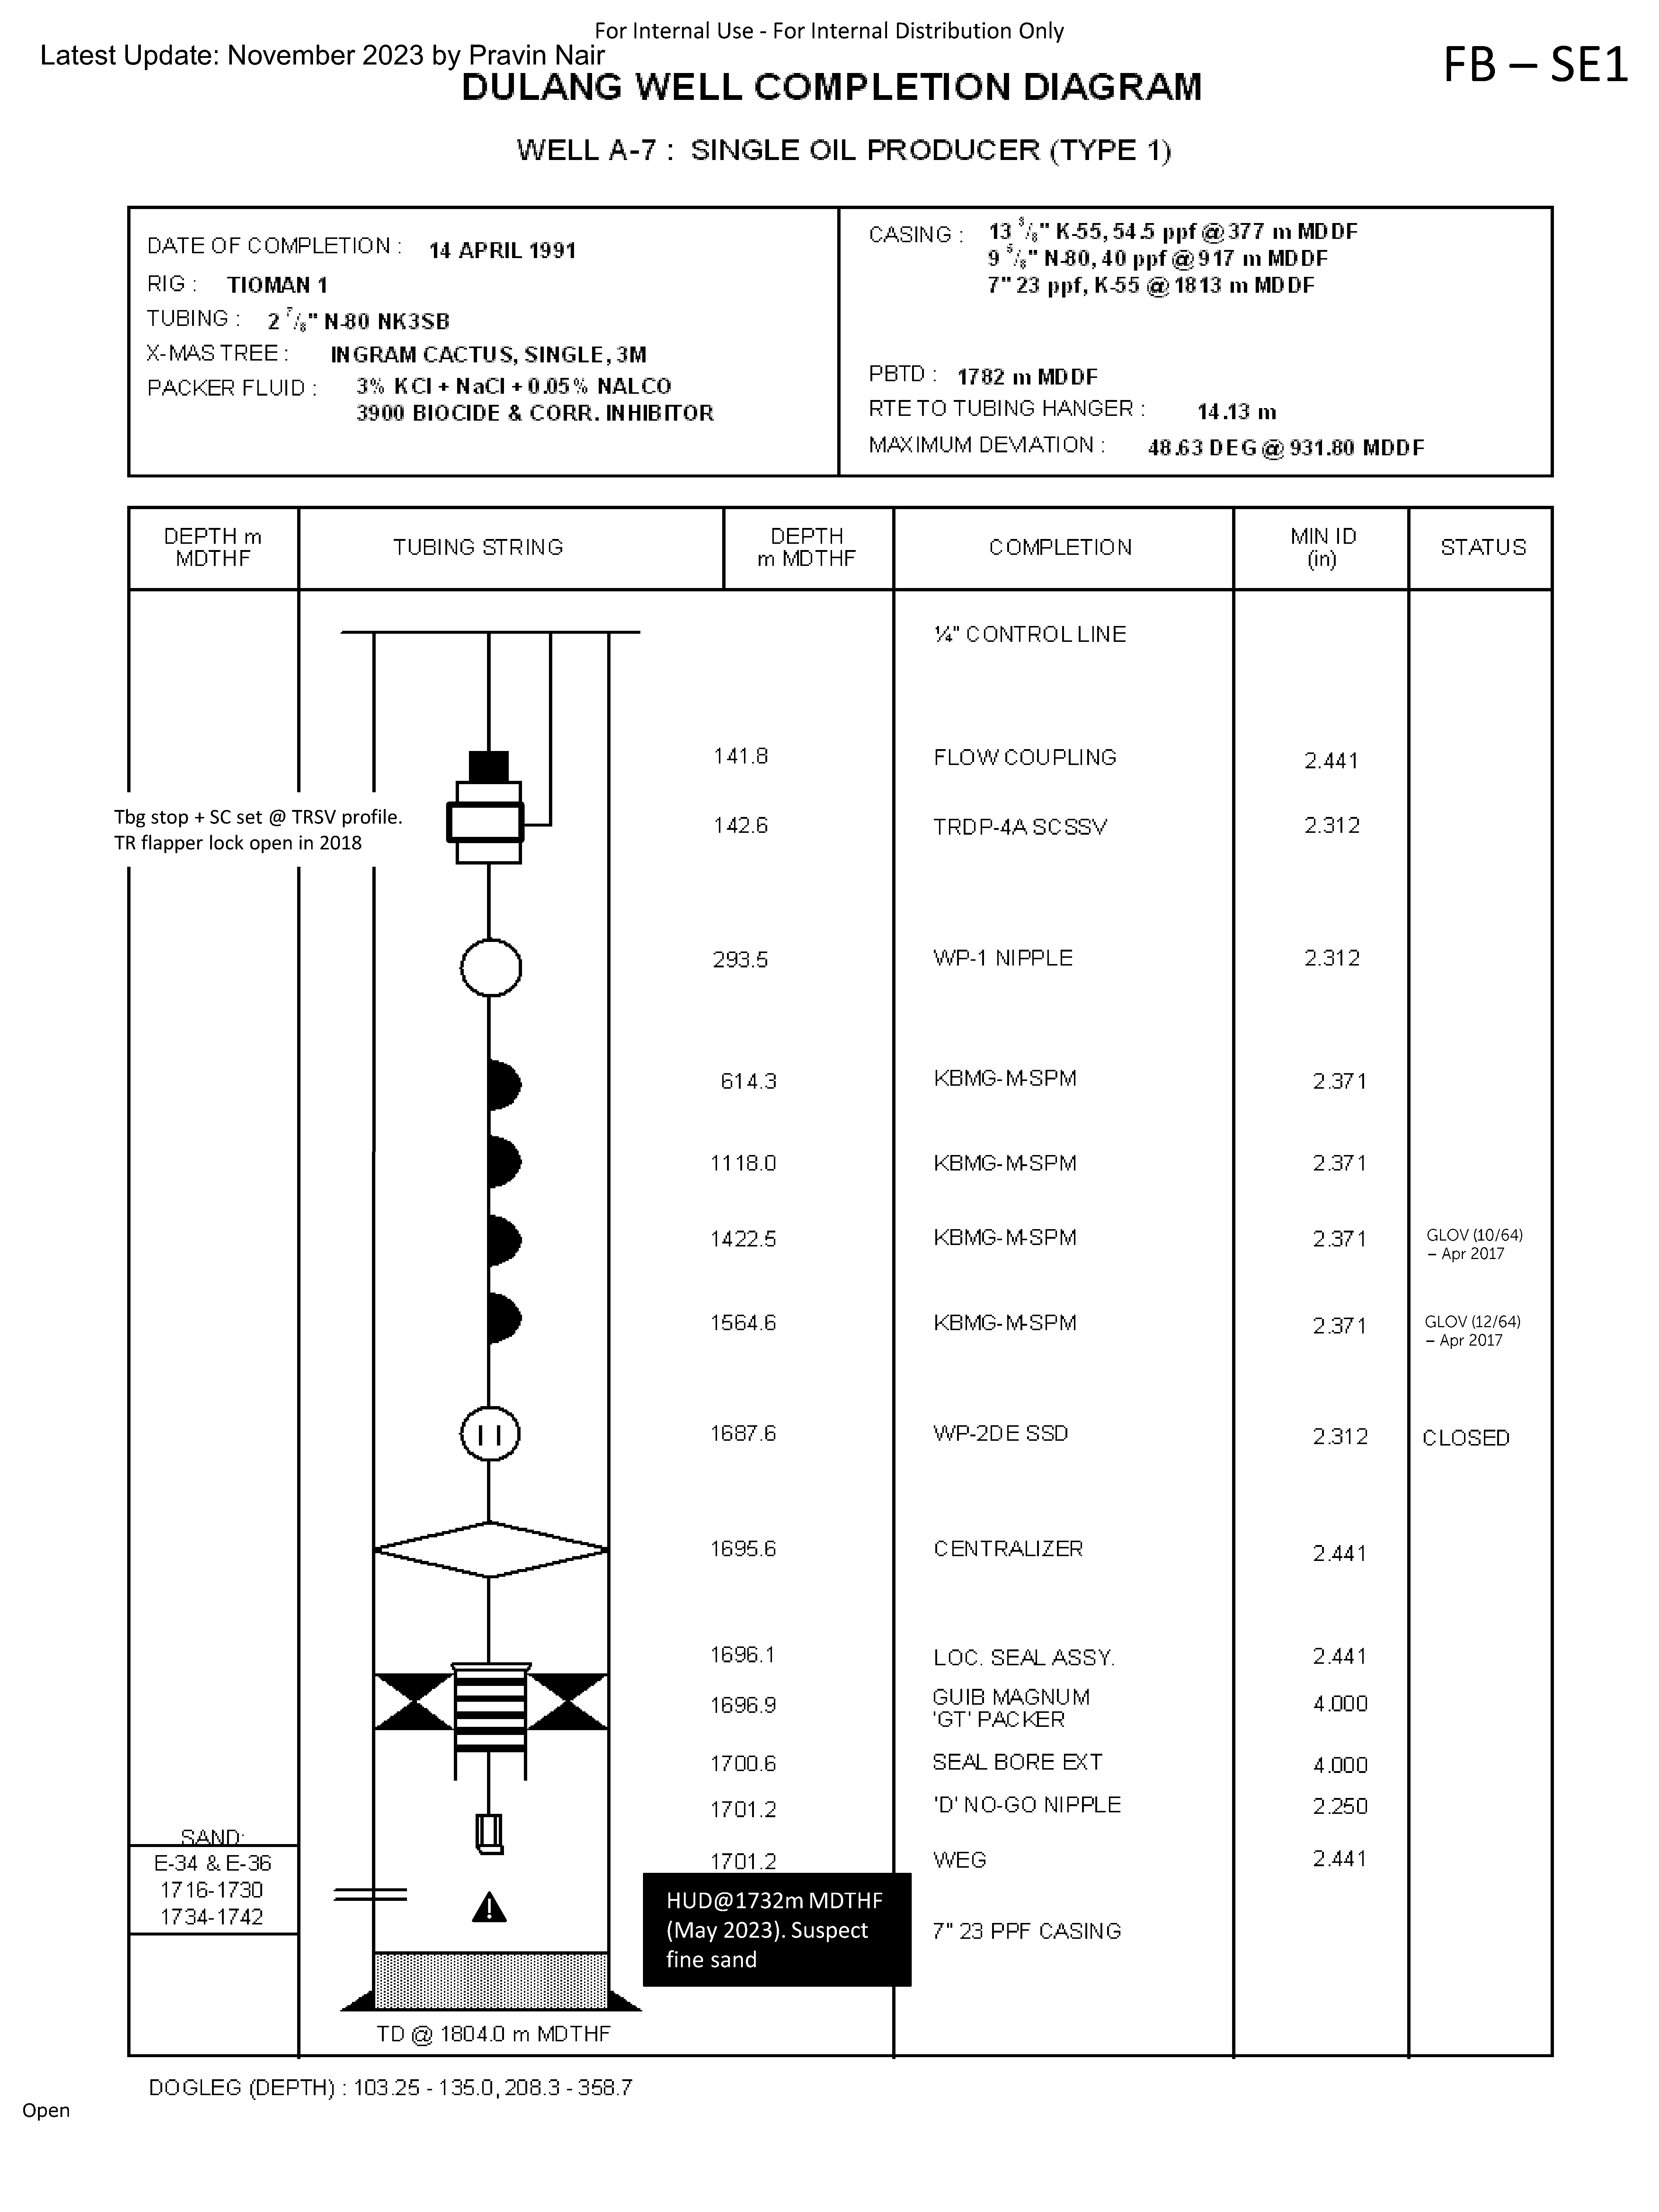 For Internal Use - For Internal Distribution Only
Latest Update: November 2023 by Pravin Nair
FB – SE1
DULANG WELL COMPLETION DIAGRAM
WELL A-7 : SINGLE OIL PRODUCER (TYPE 1)
DATE OF COMPLETION : 14 APRIL 1991
RIG : TIOMAN 1
TUBING : 2 7/8" N-80 NK3SB
X-MAS TREE : INGRAM CACTUS, SINGLE, 3M
PACKER FLUID : 3% KCl + NaCl + 0.05% NALCO
3900 BIOCIDE & CORR. INHIBITOR
CASING : 13 3/8" K-55, 54.5 ppf @ 377 m MDDF
9 5/8" N-80, 40 ppf @ 917 m MDDF
7" 23 ppf, K-55 @ 1813 m MDDF
PBTD : 1782 m MDDF
RTE TO TUBING HANGER : 14.13 m
MAXIMUM DEVIATION : 48.63 DEG @ 931.80 MDDF
DEPTH m
MDTHF
TUBING STRING
DEPTH
m MDTHF
COMPLETION
MIN ID
(in)
STATUS
¼" CONTROL LINE
141.8 FLOW COUPLING 2.441
Tbg stop + SC set @ TRSV profile.
TR flapper lock open in 2018
142.6 TRDP-4A SCSSV 2.312
293.5 WP-1 NIPPLE 2.312
614.3 KBMG-M-SPM 2.371
1118.0 KBMG-M-SPM 2.371
1422.5 KBMG-M-SPM 2.371 GLOV (10/64)
– Apr 2017
1564.6 KBMG-M-SPM 2.371 GLOV (12/64)
– Apr 2017
1687.6 WP-2DE SSD 2.312 CLOSED
1695.6 CENTRALIZER 2.441
1696.1 LOC. SEAL ASSY. 2.441
1696.9 GUIB MAGNUM
'GT' PACKER 4.000
1700.6 SEAL BORE EXT 4.000
1701.2 'D' NO-GO NIPPLE 2.250
1701.2 WEG 2.441
SAND:
E-34 & E-36
1716-1730
1734-1742
HUD@1732m MDTHF
(May 2023). Suspect
fine sand
7" 23 PPF CASING
TD @ 1804.0 m MDTHF
DOGLEG (DEPTH) : 103.25 - 135.0, 208.3 - 358.7
Open